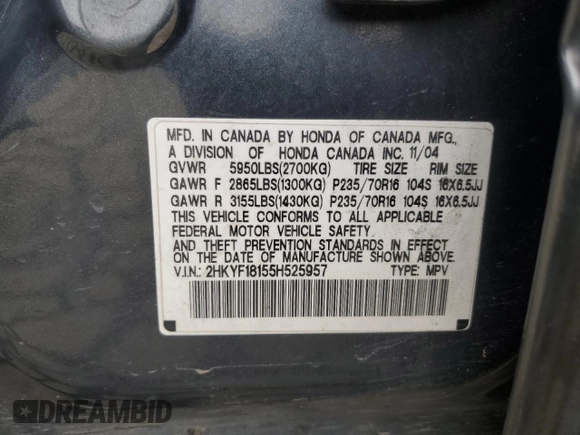 MFD. IN CANADA BY HONDA OF CANADA MFG.,
A DIVISION OF HONDA CANADA INC. 11/04
GVWR 5950LBS(2700KG) TIRE SIZE RIM SIZE
GAWR F 2865LBS(1300KG) P235/70R16 104S 16X6.5JJ
GAWR R 3155LBS(1430KG) P235/70R16 104S 16X6.5JJ
THIS VEHICLE CONFORMS TO ALL APPLICABLE
FEDERAL MOTOR VEHICLE SAFETY
AND THEFT PREVENTION STANDARDS IN EFFECT
ON THE DATE OF MANUFACTURE SHOWN ABOVE.
V.I.N.: 2HKYF18155H525957 TYPE: MPV
DREAMBID